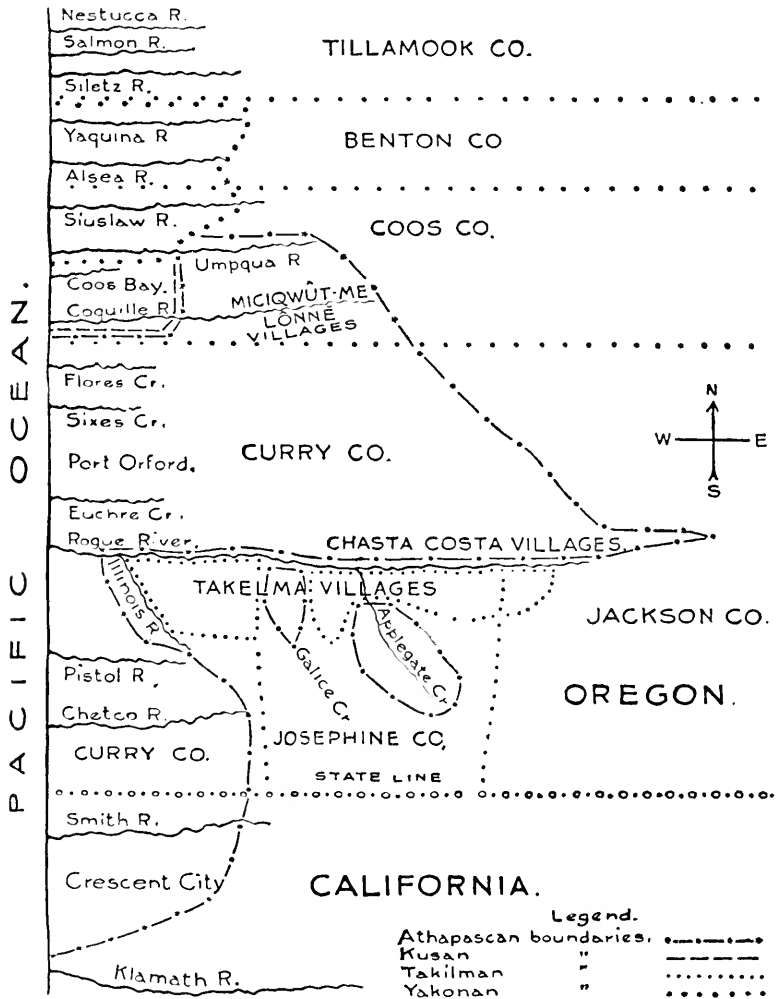 Nestucca R.
Salmon R.
TILLAMOOK CO.
Siletz R.
Yaquina R
BENTON CO
Alsea R.
Siuslaw R.
COOS CO.
Umpqua R
Coos Bay.
MICIQWÛT-ME
Coquille R
LÔNNÉ
VILLAGES
Flores Cr.
N
Sixes Cr.
W E
CURRY CO.
Port Orford.
S
Euchre Cr.
Rogue River.
CHASTA COSTA VILLAGES.
Illinois R
TAKELMA VILLAGES
JACKSON CO.
Applegate Cr
Galice Cr
Pistol R.
OREGON.
Chetco R.
JOSEPHINE CO,
CURRY CO.
STATE LINE
Smith R.
Crescent City
CALIFORNIA.
Klamath R.
PACIFIC OCEAN.
Legend.
Athapascan boundaries.
Kusan "
Takilman "
Yakonan "